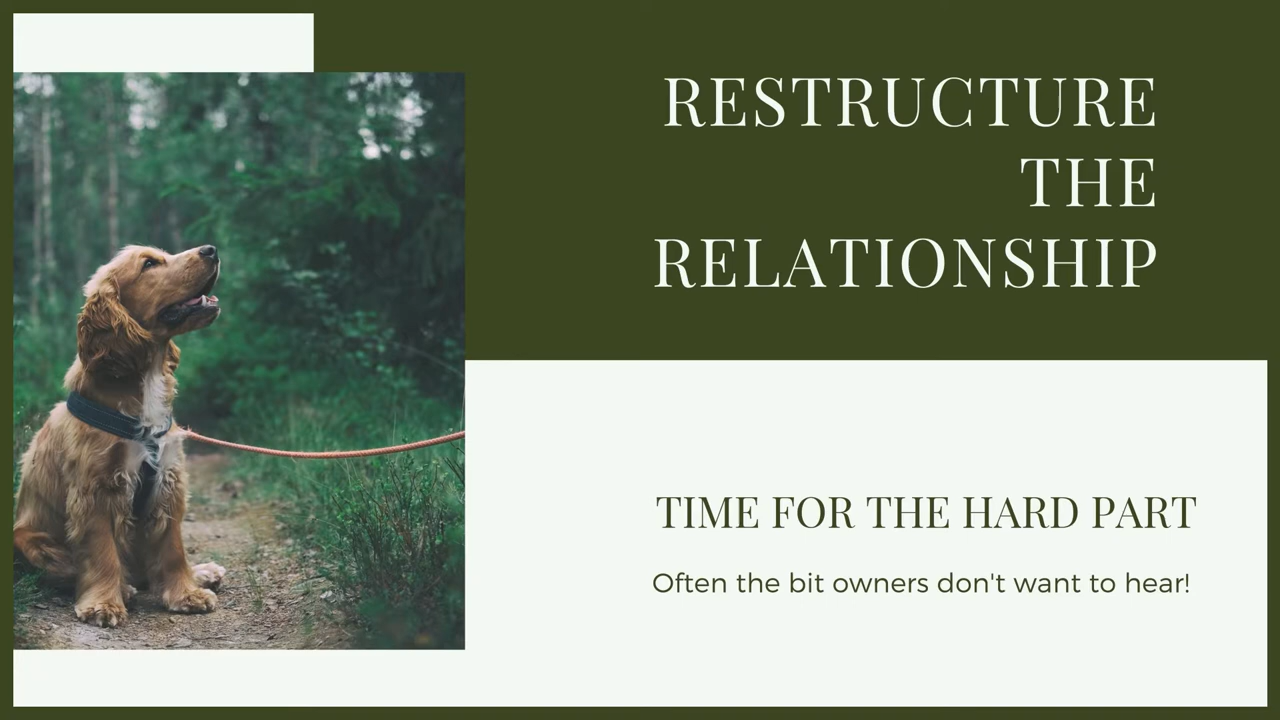 RESTRUCTURE
THE
RELATIONSHIP
TIME FOR THE HARD PART
Often the bit owners don't want to hear!